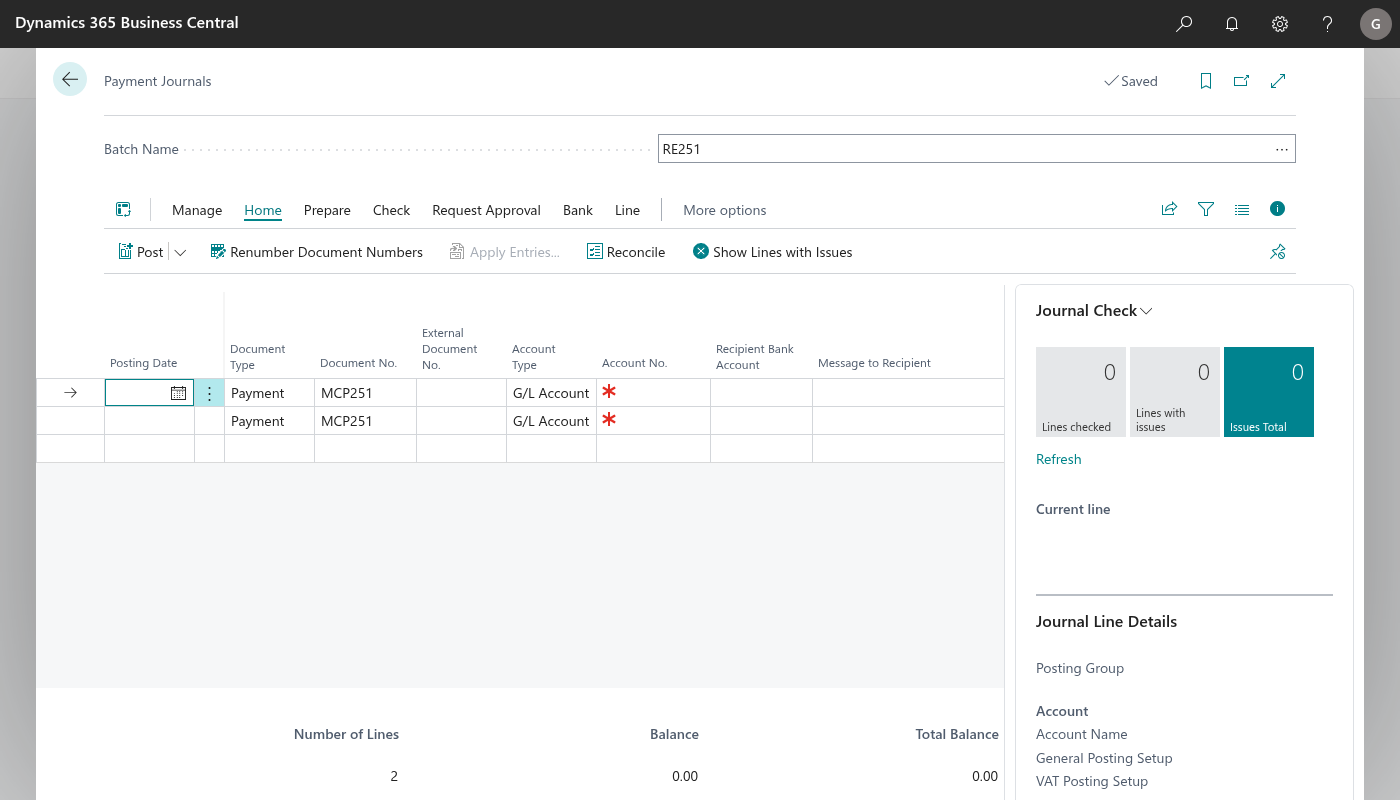 Dynamics 365 Business Central
G
Payment Journals
Saved
Batch Name
RE251
Manage Home Prepare Check Request Approval Bank Line More options
Post Renumber Document Numbers Apply Entries... Reconcile Show Lines with Issues
Posting Date
Document Type
Document No.
External Document No.
Account Type
Account No.
Recipient Bank Account
Message to Recipient
Payment MCP251 G/L Account
Payment MCP251 G/L Account
Number of Lines Balance Total Balance
2 0.00 0.00
Journal Check
0 0 0
Lines checked
Lines with issues
Issues Total
Refresh
Current line
Journal Line Details
Posting Group
Account
Account Name
General Posting Setup
VAT Posting Setup